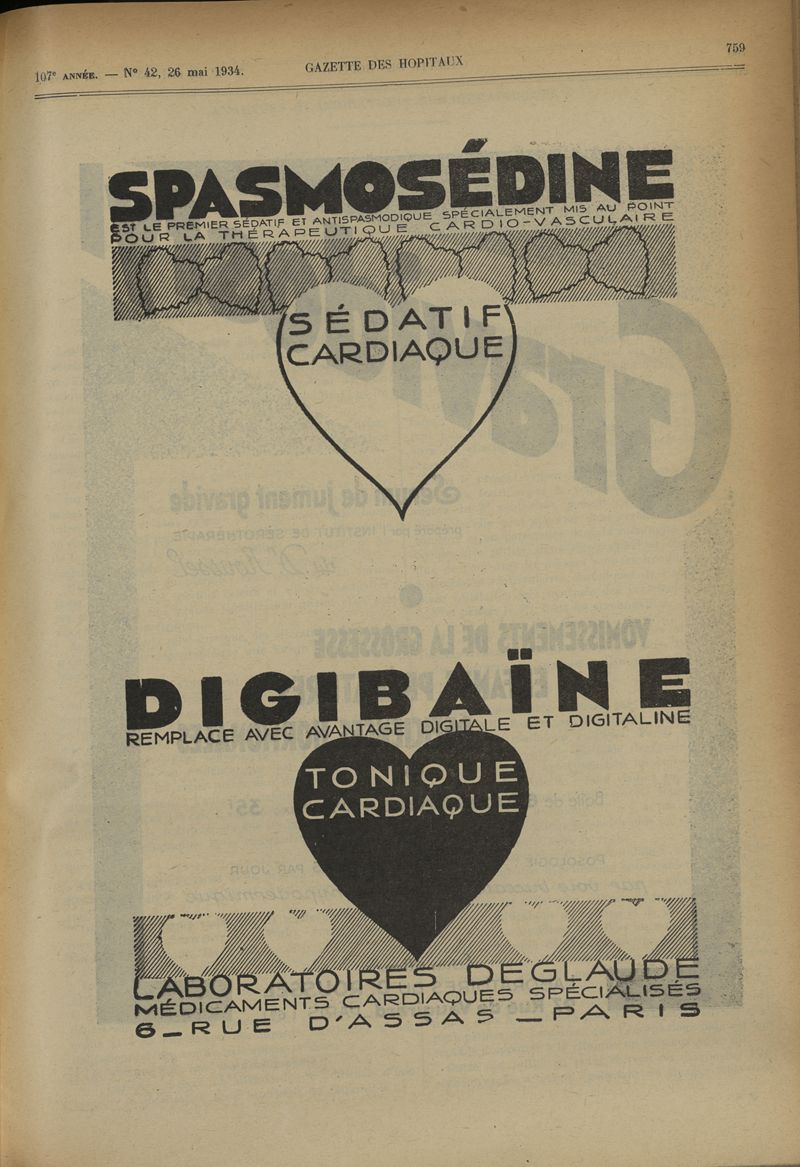 107e ANNÉE. — N° 42, 26 mai 1934.
GAZETTE DES HOPITAUX
759
SPASMOSÉDINE
EST LE PREMIER SÉDATIF ET ANTISPASMODIQUE SPÉCIALEMENT MIS AU POINT
POUR LA THÉRAPEUTIQUE CARDIO-VASCULAIRE
SÉDATIF
CARDIAQUE
DIGIBAÏNE
REMPLACE AVEC AVANTAGE DIGITALE ET DIGITALINE
TONIQUE
CARDIAQUE
LABORATOIRES DEGLAUDE
MÉDICAMENTS CARDIAQUES SPÉCIALISÉS
6_RUE D'ASSAS_PARIS